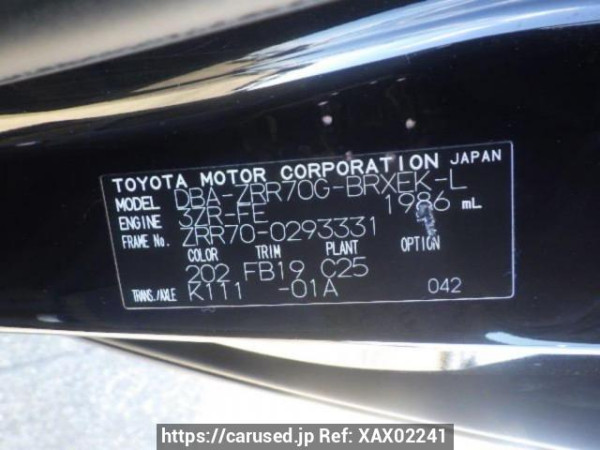 TOYOTA MOTOR CORPORATION JAPAN
MODEL DBA-ZRR70G-BRXEK-L
ENGINE 3ZR-FE 1986 mL
FRAME No. ZRR70-0293331
COLOR TRIM PLANT OPTION
202 FB19 C25
TRANS./AXLE K111 -01A 042
https://carused.jp Ref: XAX02241